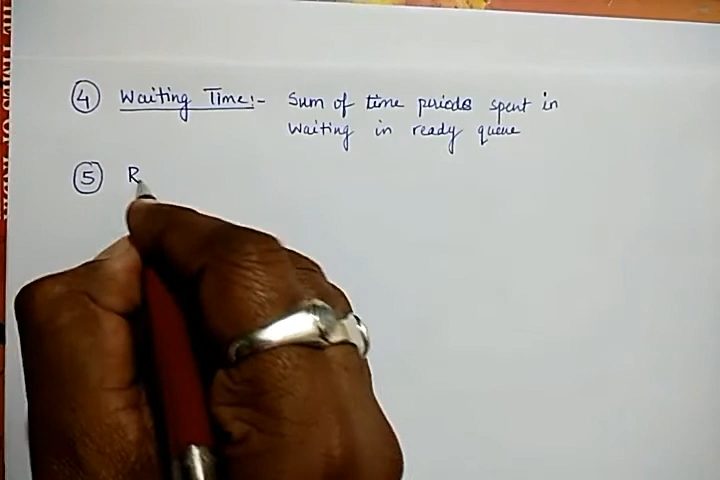 4 Waiting Time:- Sum of time periods spent in
waiting in ready queue
5 R